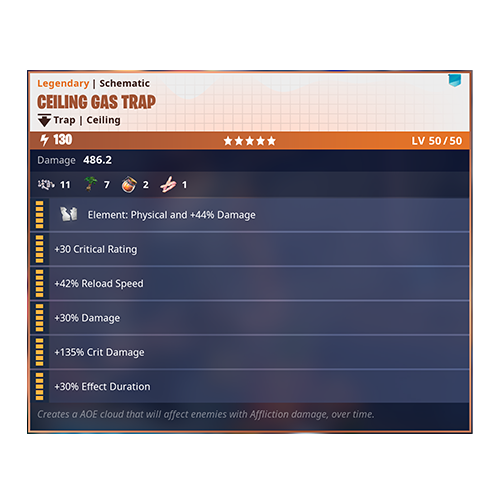 Legendary | Schematic
CEILING GAS TRAP
Trap | Ceiling
130 ★★★★★ LV 50/50
Damage 486.2
11 7 2 1
Element: Physical and +44% Damage
+30 Critical Rating
+42% Reload Speed
+30% Damage
+135% Crit Damage
+30% Effect Duration
Creates a AOE cloud that will affect enemies with Affliction damage, over time.